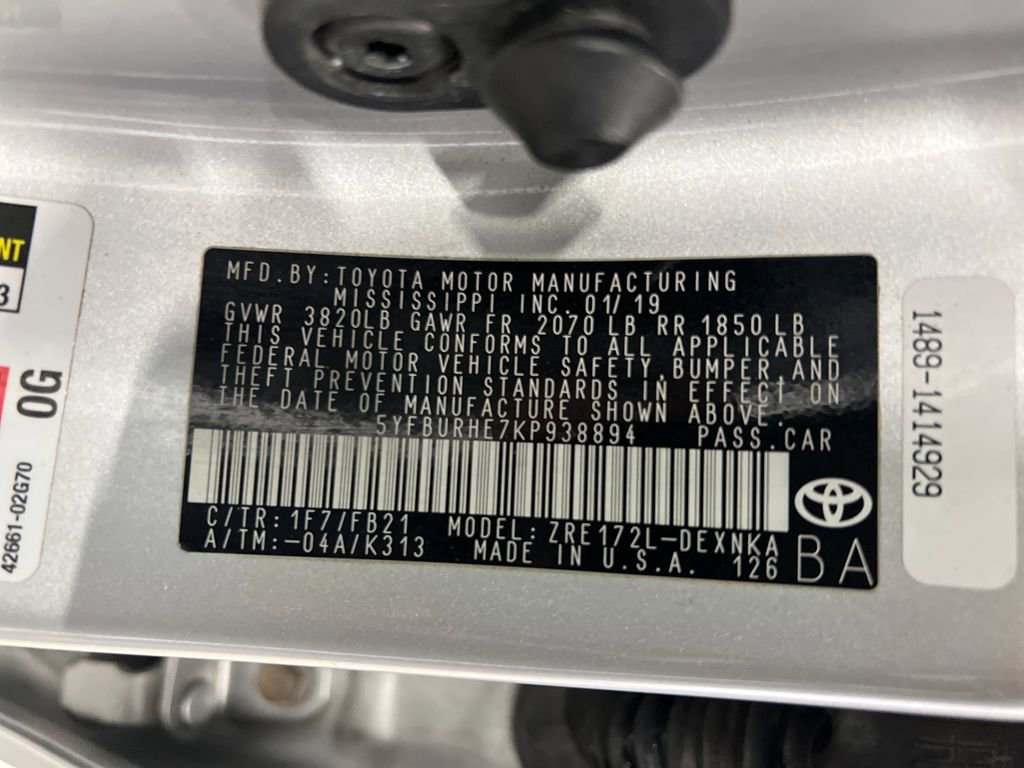 MFD.BY:TOYOTA MOTOR MANUFACTURING
MISSISSIPPI INC. 01/19
GVWR 3820LB GAWR FR 2070 LB RR 1850 LB
THIS VEHICLE CONFORMS TO ALL APPLICABLE
FEDERAL MOTOR VEHICLE SAFETY,BUMPER,AND
THEFT PREVENTION STANDARDS IN EFFECT ON
THE DATE OF MANUFACTURE SHOWN ABOVE.
5YFBURHE7KP938894 PASS.CAR
C/TR:1F7/FB21 MODEL:ZRE172L-DEXNKA
A/TM:-04A/K313 MADE IN U.S.A. 126 BA
NT
3
0G
42661-02G70
1489-1414929